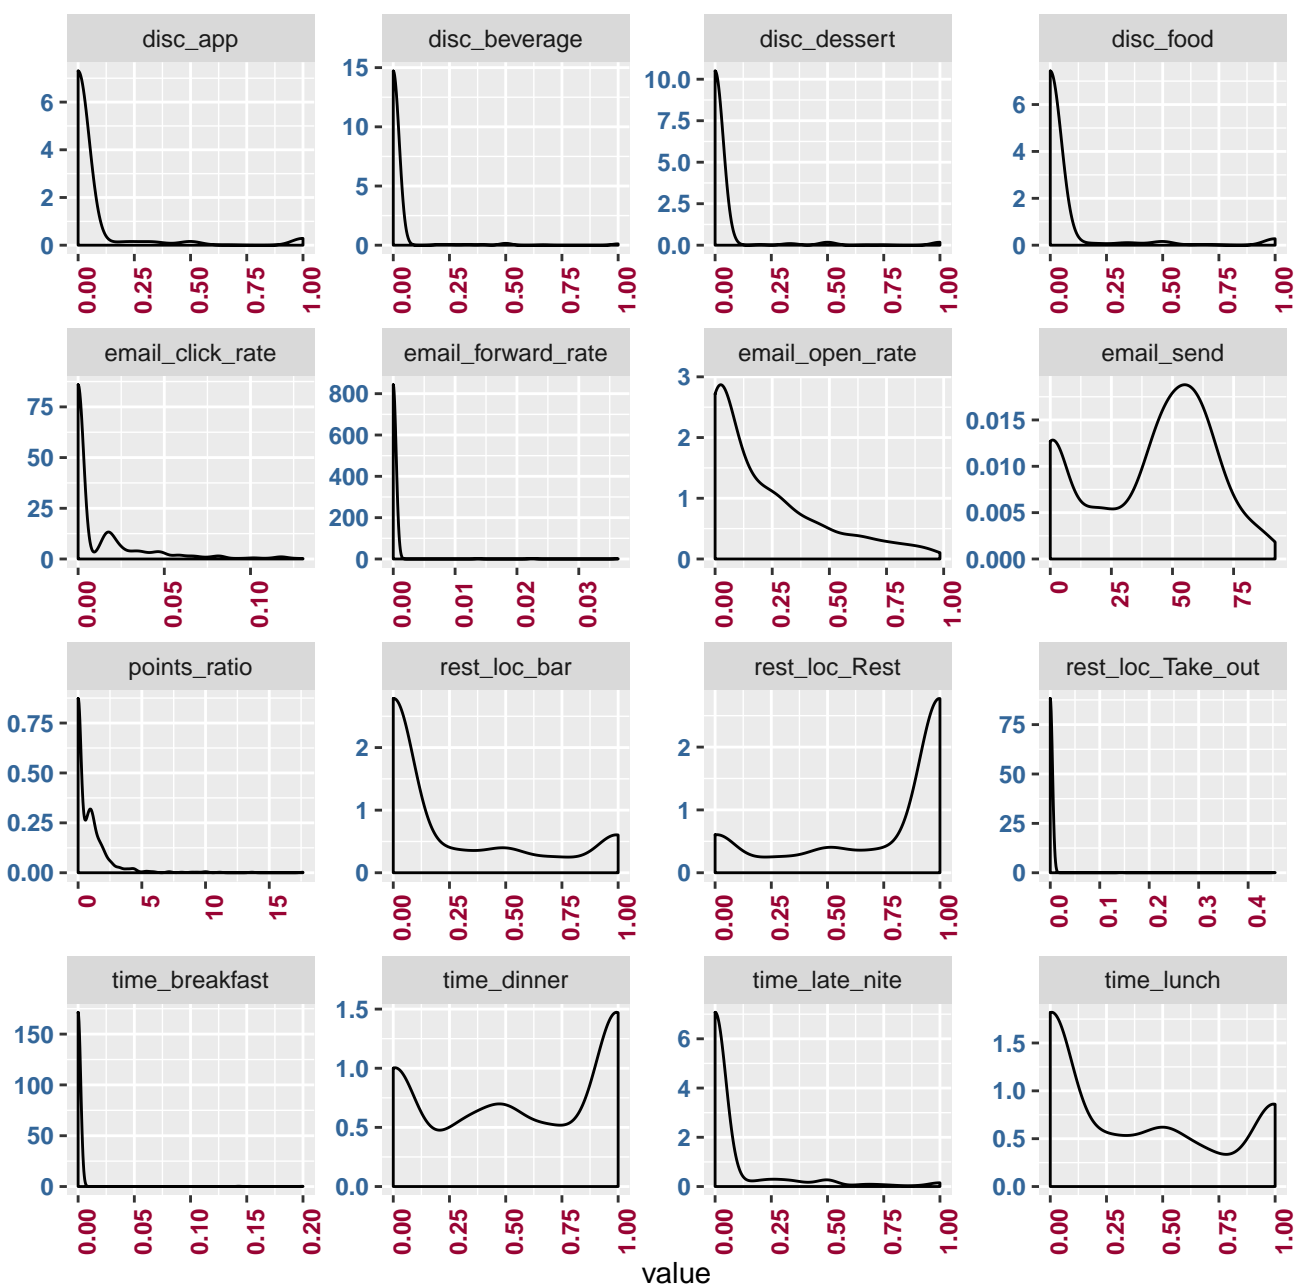 disc_app disc_beverage disc_dessert disc_food
6 4 2 0
15 10 5 0
10.0 7.5 5.0 2.5 0.0
6 4 2 0
0.00 0.25 0.50 0.75 1.00
0.00 0.25 0.50 0.75 1.00
0.00 0.25 0.50 0.75 1.00
0.00 0.25 0.50 0.75 1.00
email_click_rate email_forward_rate email_open_rate email_send
75 50 25 0
800 600 400 200 0
3 2 1 0
0.015 0.010 0.005 0.000
0.00 0.05 0.10
0.00 0.01 0.02 0.03
0.00 0.25 0.50 0.75 1.00
0 25 50 75
points_ratio rest_loc_bar rest_loc_Rest rest_loc_Take_out
0.75 0.50 0.25 0.00
2 1 0
2 1 0
75 50 25 0
0 5 10 15
0.00 0.25 0.50 0.75 1.00
0.00 0.25 0.50 0.75 1.00
0.0 0.1 0.2 0.3 0.4
time_breakfast time_dinner time_late_nite time_lunch
150 100 50 0
1.5 1.0 0.5 0.0
6 4 2 0
1.5 1.0 0.5 0.0
0.00 0.05 0.10 0.15 0.20
0.00 0.25 0.50 0.75 1.00
0.00 0.25 0.50 0.75 1.00
0.00 0.25 0.50 0.75 1.00
value